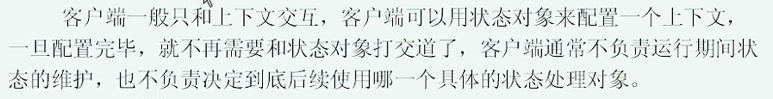 客户端一般只和上下文交互，客户端可以用状态对象来配置一个上下文，
一旦配置完毕，就不再需要和状态对象打交道了，客户端通常不负责运行期间状
态的维护，也不负责决定到底后续使用哪一个具体的状态处理对象。